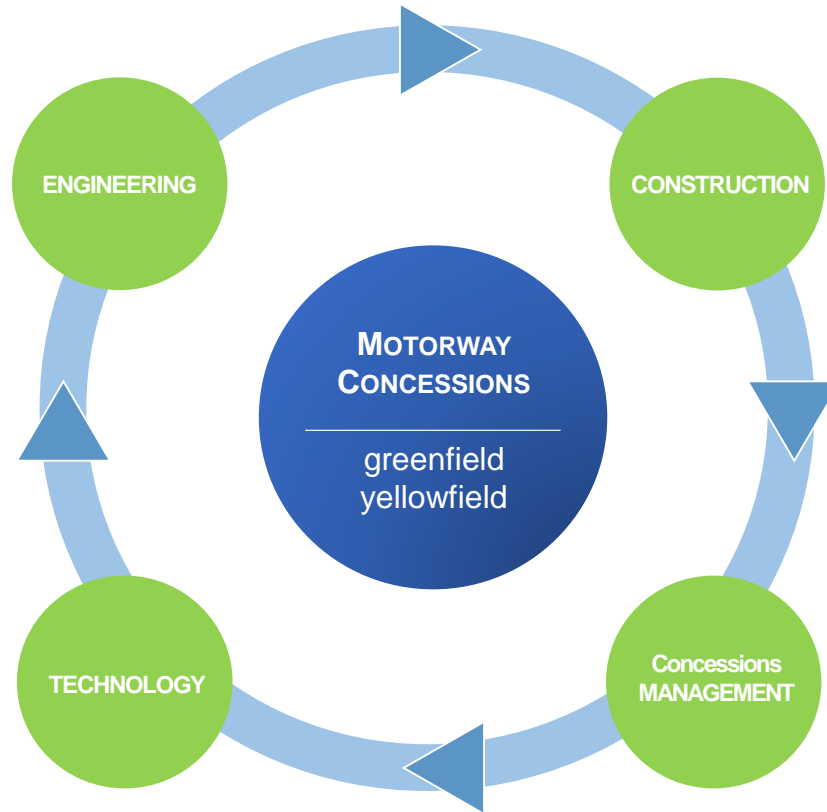 ENGINEERING
CONSTRUCTION
MOTORWAY
CONCESSIONS
greenfield
yellowfield
TECHNOLOGY
Concessions
MANAGEMENT